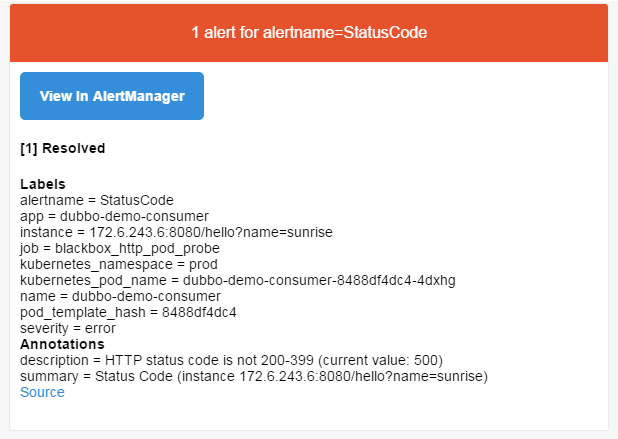 1 alert for alertname=StatusCode
View In AlertManager
[1] Resolved
Labels
alertname = StatusCode
app = dubbo-demo-consumer
instance = 172.6.243.6:8080/hello?name=sunrise
job = blackbox_http_pod_probe
kubernetes_namespace = prod
kubernetes_pod_name = dubbo-demo-consumer-8488df4dc4-4dxhg
name = dubbo-demo-consumer
pod_template_hash = 8488df4dc4
severity = error
Annotations
description = HTTP status code is not 200-399 (current value: 500)
summary = Status Code (instance 172.6.243.6:8080/hello?name=sunrise)
Source